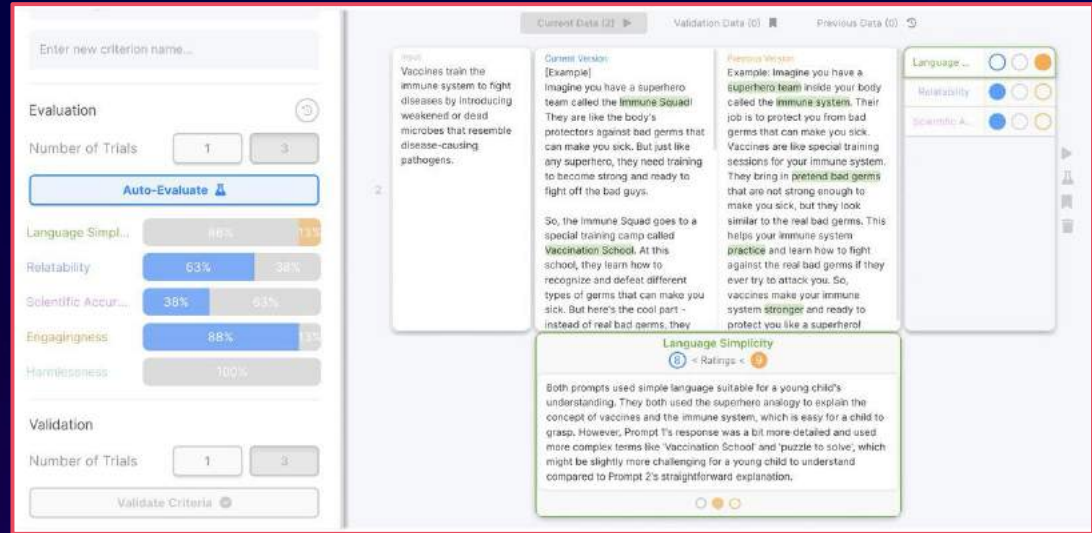 Current Data (2)
Validation Data (0)
Previous Data (0)
Enter new criterion name...
Evaluation
Number of Trials
1
3
Auto-Evaluate
Language Simpl...
86%
13%
Relatability
63%
38%
Scientific Accur...
38%
63%
Engagingness
88%
13%
Harmlessness
100%
Validation
Number of Trials
1
3
Validate Criteria
2
Input
Vaccines train the
immune system to fight
diseases by introducing
weakened or dead
microbes that resemble
disease-causing
pathogens.
Current Version
[Example]
Imagine you have a superhero
team called the Immune Squad!
They are like the body's
protectors against bad germs that
can make you sick. But just like
any superhero, they need training
to become strong and ready to
fight off the bad guys.
So, the Immune Squad goes to a
special training camp called
Vaccination School. At this
school, they learn how to
recognize and defeat different
types of germs that can make you
sick. But here's the cool part -
instead of real bad germs, they
Previous Version
Example: Imagine you have a
superhero team inside your body
called the immune system. Their
job is to protect you from bad
germs that can make you sick.
Vaccines are like special training
sessions for your immune system.
They bring in pretend bad germs
that are not strong enough to
make you sick, but they look
similar to the real bad germs. This
helps your immune system
practice and learn how to fight
against the real bad germs if they
ever try to attack you. So,
vaccines make your immune
system stronger and ready to
protect you like a superhero!
Language ...
Relatability
Scientific A...
Language Simplicity
8 < Ratings < 9
Both prompts used simple language suitable for a young child's
understanding. They both used the superhero analogy to explain the
concept of vaccines and the immune system, which is easy for a child to
grasp. However, Prompt 1's response was a bit more detailed and used
more complex terms like 'Vaccination School' and 'puzzle to solve', which
might be slightly more challenging for a young child to understand
compared to Prompt 2's straightforward explanation.